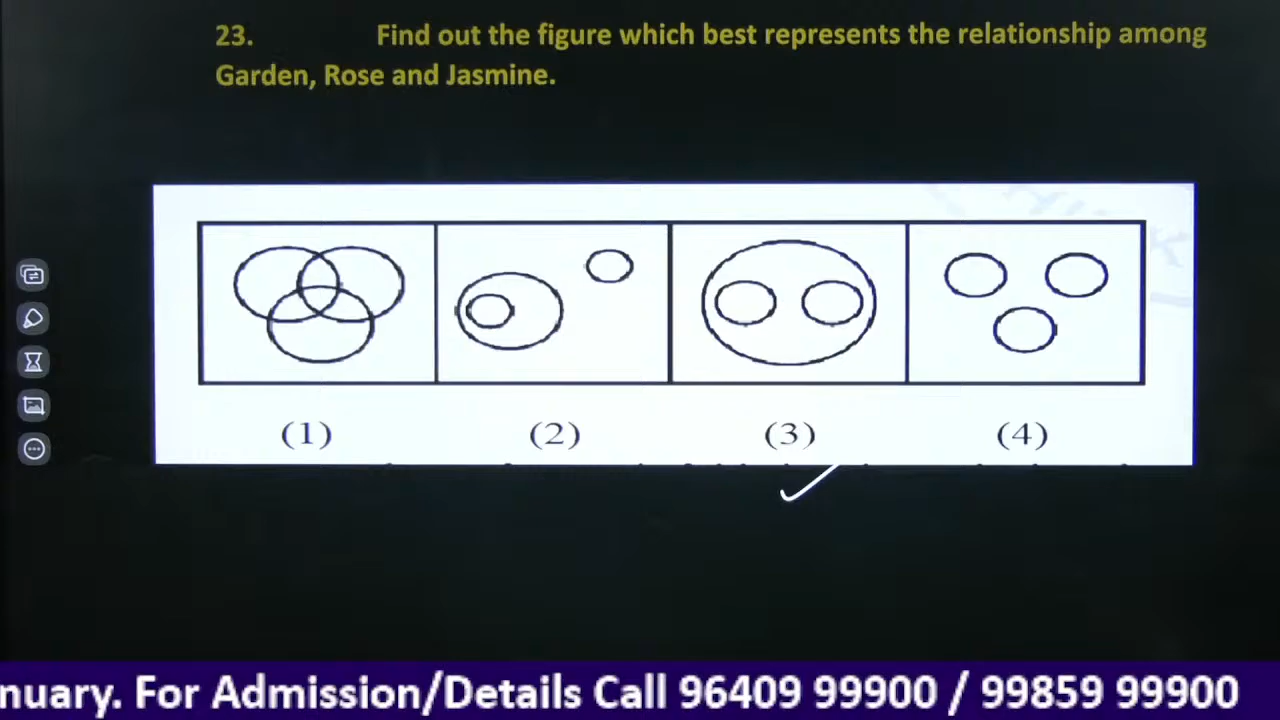 23. Find out the figure which best represents the relationship among
Garden, Rose and Jasmine.
(1) (2) (3) (4)
nuary. For Admission/Details Call 96409 99900 / 99859 99900